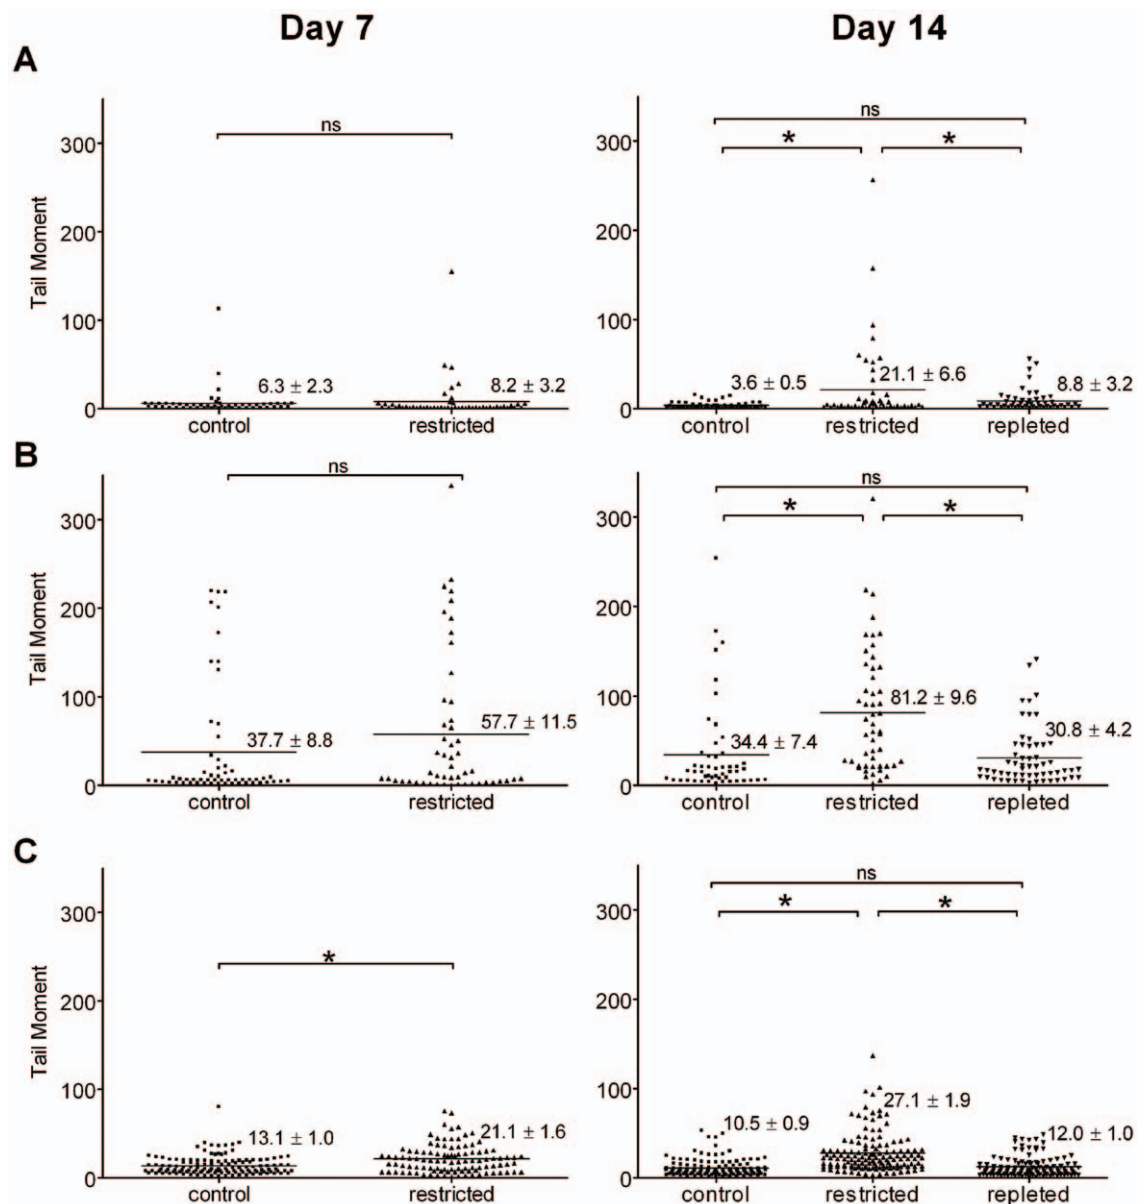 Day 7 Day 14
A
ns ns
* *
300 300
200 200
Tail Moment
100 100
6.3 ± 2.3 8.2 ± 3.2 3.6 ± 0.5 21.1 ± 6.6 8.8 ± 3.2
0 0
control restricted control restricted repleted
B
ns ns
* *
300 300
200 200
Tail Moment
100 100
37.7 ± 8.8 57.7 ± 11.5 34.4 ± 7.4 81.2 ± 9.6 30.8 ± 4.2
0 0
control restricted control restricted repleted
C
ns
* *
300 300
*
200 200
Tail Moment
100 100
13.1 ± 1.0 21.1 ± 1.6 10.5 ± 0.9 27.1 ± 1.9 12.0 ± 1.0
0 0
control restricted control restricted repleted